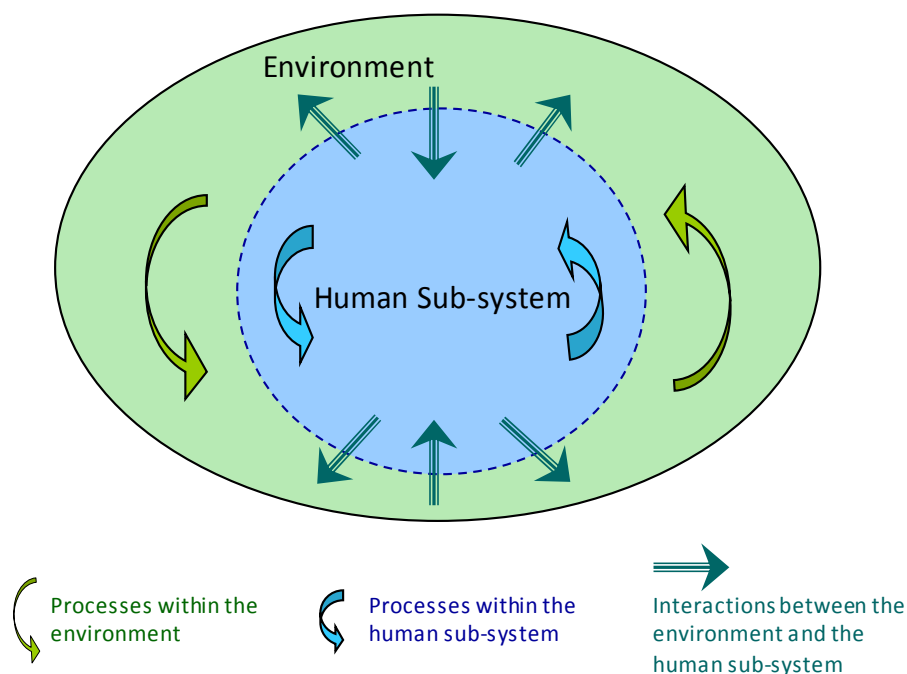 Environment
Human Sub-system
Processes within the
environment
Processes within the
human sub-system
Interactions between the
environment and the
human sub-system